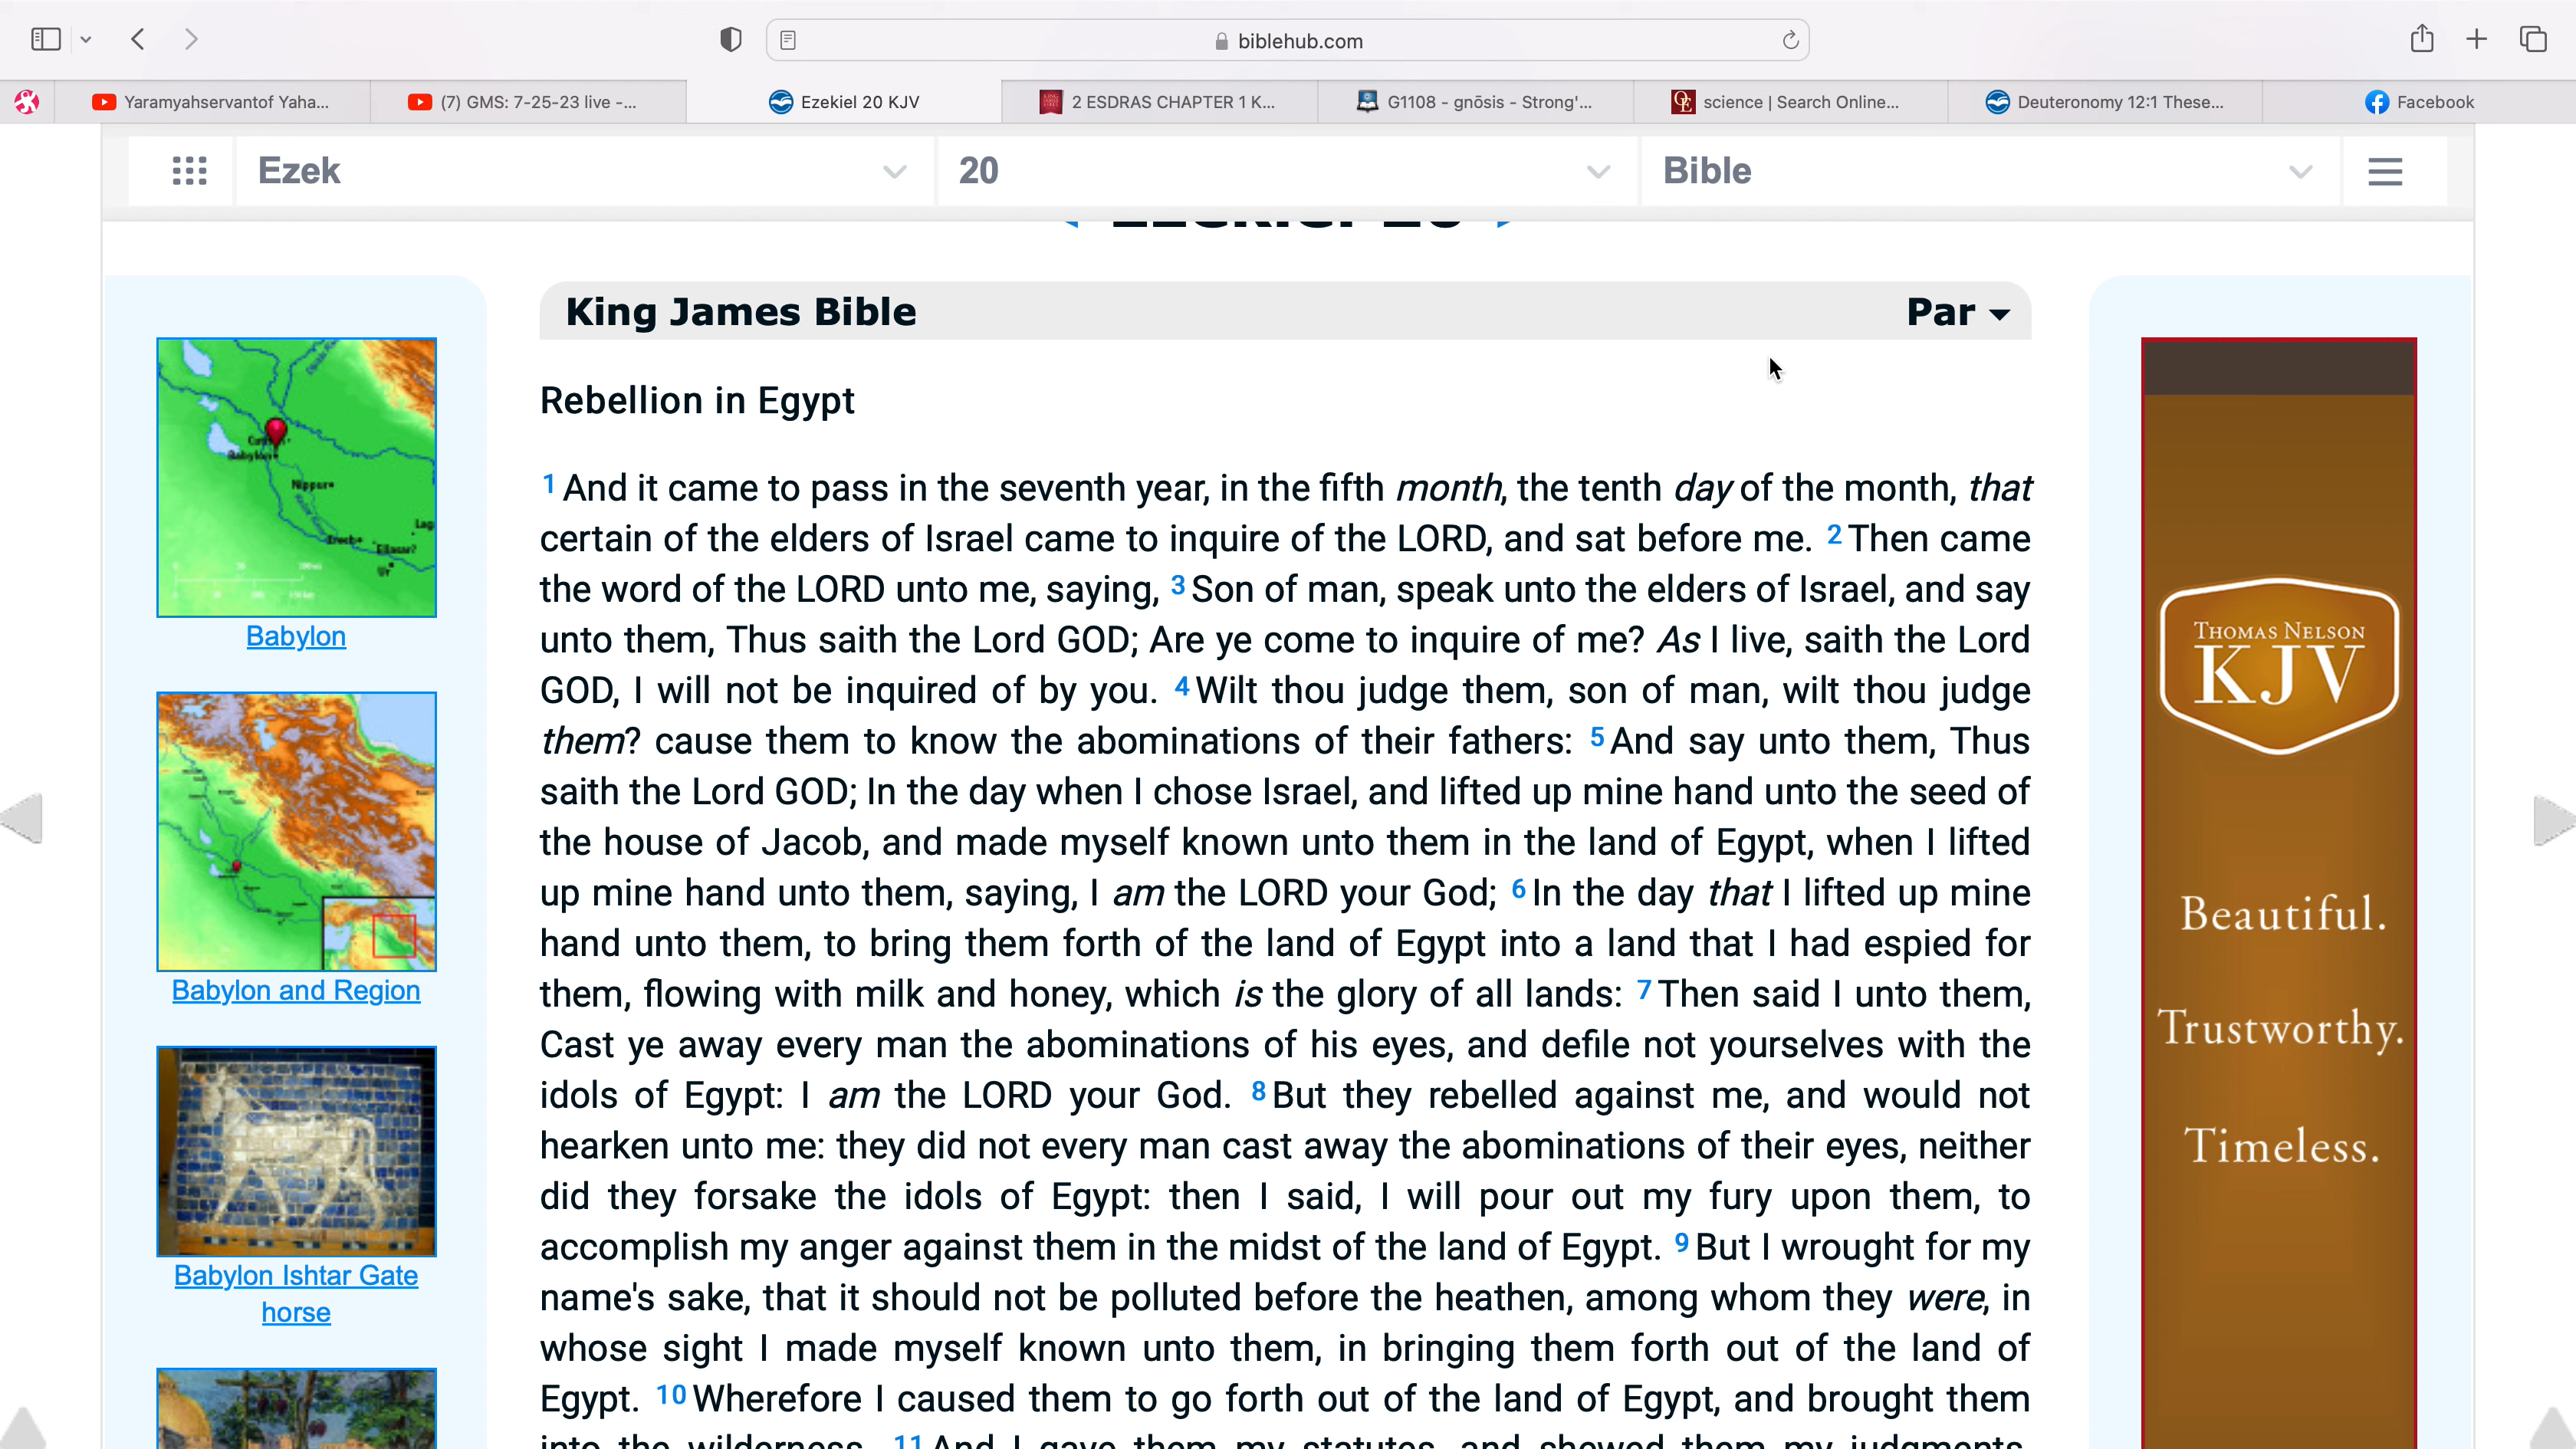 biblehub.com
Yaramyahservantof Yaha...
(7) GMS: 7-25-23 live -...
Ezekiel 20 KJV
2 ESDRAS CHAPTER 1 K...
G1108 - gnōsis - Strong'...
science | Search Online...
Deuteronomy 12:1 These...
Facebook
Ezek
20
Bible
King James Bible
Par
Rebellion in Egypt
1 And it came to pass in the seventh year, in the fifth month, the tenth day of the month, that
certain of the elders of Israel came to inquire of the LORD, and sat before me. 2 Then came
the word of the LORD unto me, saying, 3 Son of man, speak unto the elders of Israel, and say
unto them, Thus saith the Lord GOD; Are ye come to inquire of me? As I live, saith the Lord
GOD, I will not be inquired of by you. 4 Wilt thou judge them, son of man, wilt thou judge
them? cause them to know the abominations of their fathers: 5 And say unto them, Thus
saith the Lord GOD; In the day when I chose Israel, and lifted up mine hand unto the seed of
the house of Jacob, and made myself known unto them in the land of Egypt, when I lifted
up mine hand unto them, saying, I am the LORD your God; 6 In the day that I lifted up mine
hand unto them, to bring them forth of the land of Egypt into a land that I had espied for
them, flowing with milk and honey, which is the glory of all lands: 7 Then said I unto them,
Cast ye away every man the abominations of his eyes, and defile not yourselves with the
idols of Egypt: I am the LORD your God. 8 But they rebelled against me, and would not
hearken unto me: they did not every man cast away the abominations of their eyes, neither
did they forsake the idols of Egypt: then I said, I will pour out my fury upon them, to
accomplish my anger against them in the midst of the land of Egypt. 9 But I wrought for my
name's sake, that it should not be polluted before the heathen, among whom they were, in
whose sight I made myself known unto them, in bringing them forth out of the land of
Egypt. 10 Wherefore I caused them to go forth out of the land of Egypt, and brought them
into the wilderness. 11 And I gave them my statutes, and shewed them my judgments,
Babylon
Nippur
Erech
Ellasar?
Ur
Lag
Babylon
Babylon and Region
Babylon Ishtar Gate
horse
THOMAS NELSON
KJV
Beautiful.
Trustworthy.
Timeless.